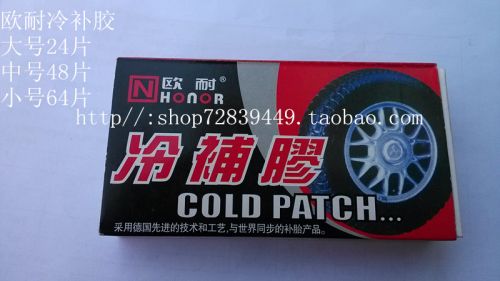 欧耐冷补胶
大号24片
中号48片
小号64片
http://:shop72839449.taobao.com
N 欧耐®
HONOR
冷補膠
COLD PATCH...
采用德国先进的技术和工艺,与世界同步的补胎产品。